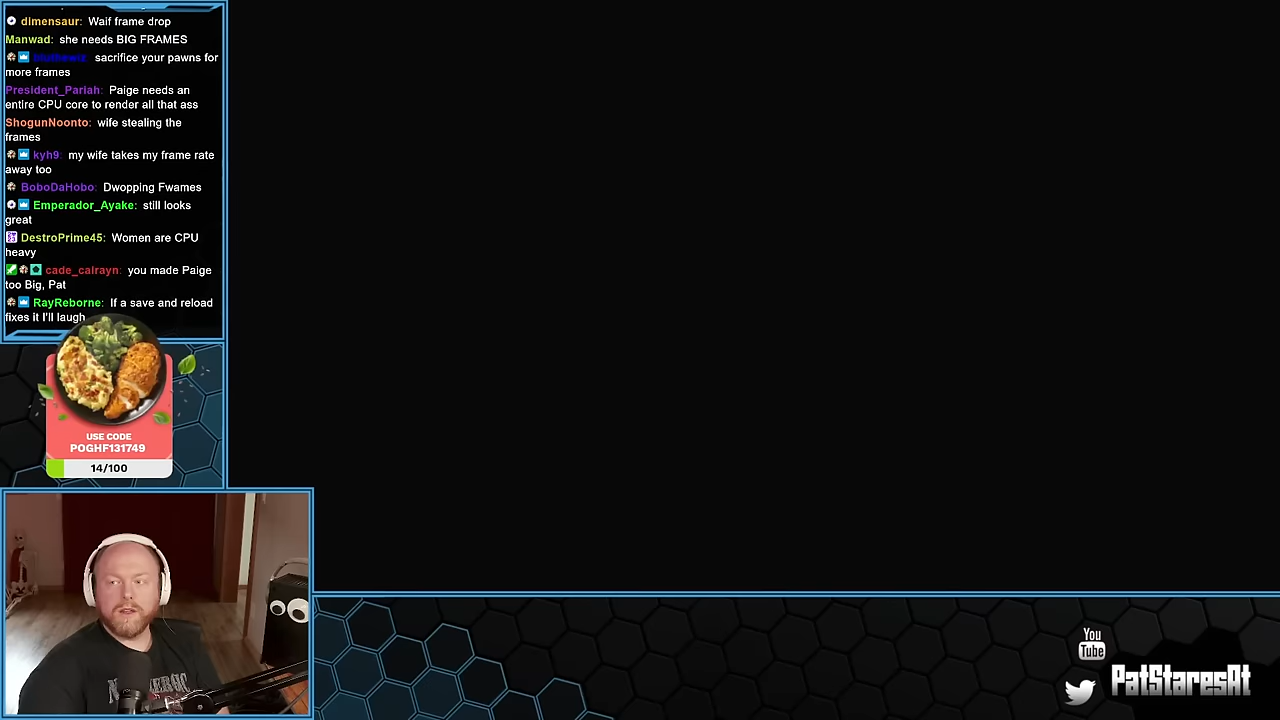 dimensaur: Waif frame drop
Manwad: she needs BIG FRAMES
sacrifice your pawns for
more frames
President_Pariah: Paige needs an
entire CPU core to render all that ass
ShogunNoonto: wife stealing the
frames
kyh9: my wife takes my frame rate
away too
BoboDaHobo: Dwopping Fwames
Emperador_Ayake: still looks
great
DestroPrime45: Women are CPU
heavy
cade_cairayn: you made Paige
too Big, Pat
RayReborne: If a save and reload
fixes it I'll laugh
USE CODE
POGHF131749
14/100
You
Tube
PatStaresAt